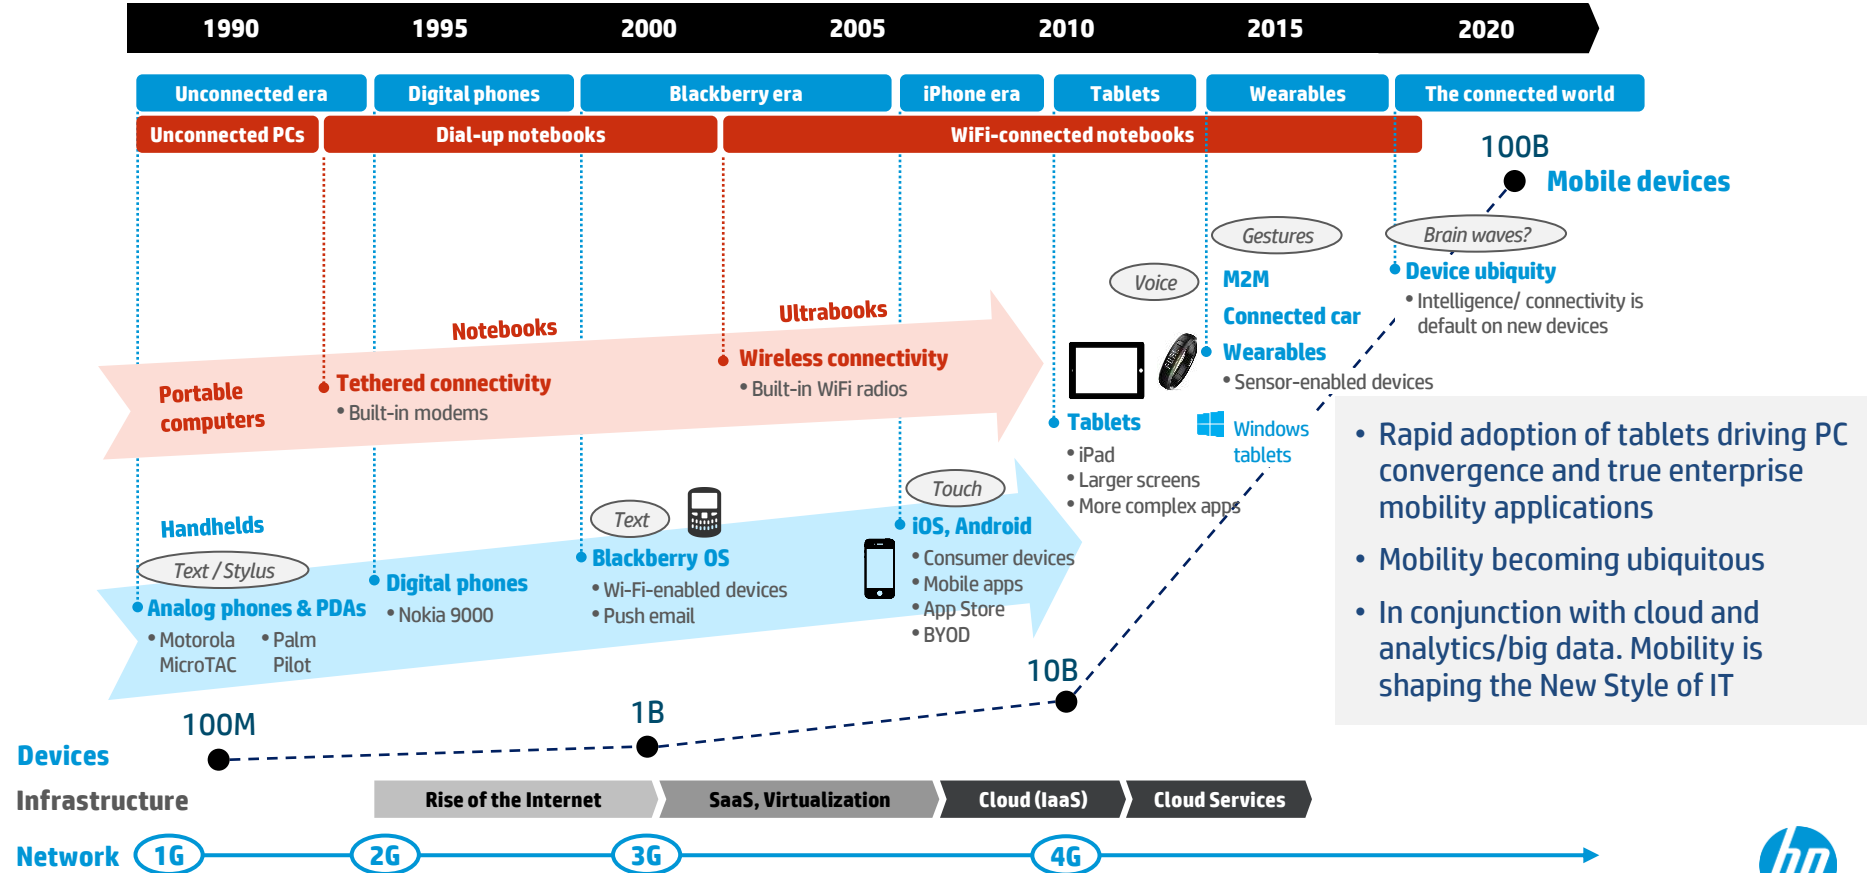 1990 1995 2000 2005 2010 2015 2020
Unconnected era Digital phones Blackberry era iPhone era Tablets Wearables The connected world
Unconnected PCs Dial-up notebooks WiFi-connected notebooks
100B
Mobile devices
Gestures
Brain waves?
Voice
M2M
Connected car
Wearables
• Sensor-enabled devices
Device ubiquity
• Intelligence/ connectivity is
default on new devices
Notebooks
Ultrabooks
Portable
computers
Tethered connectivity
• Built-in modems
Wireless connectivity
• Built-in WiFi radios
Tablets
• iPad
• Larger screens
• More complex apps
Windows
tablets
Handhelds
Text / Stylus
Analog phones & PDAs
• Motorola
MicroTAC
• Palm
Pilot
Digital phones
• Nokia 9000
Text
Blackberry OS
• Wi-Fi-enabled devices
• Push email
Touch
iOS, Android
• Consumer devices
• Mobile apps
• App Store
• BYOD
• Rapid adoption of tablets driving PC
convergence and true enterprise
mobility applications
• Mobility becoming ubiquitous
• In conjunction with cloud and
analytics/big data. Mobility is
shaping the New Style of IT
100M
1B
10B
Devices
Infrastructure
Rise of the Internet SaaS, Virtualization Cloud (IaaS) Cloud Services
Network 1G 2G 3G 4G
hp